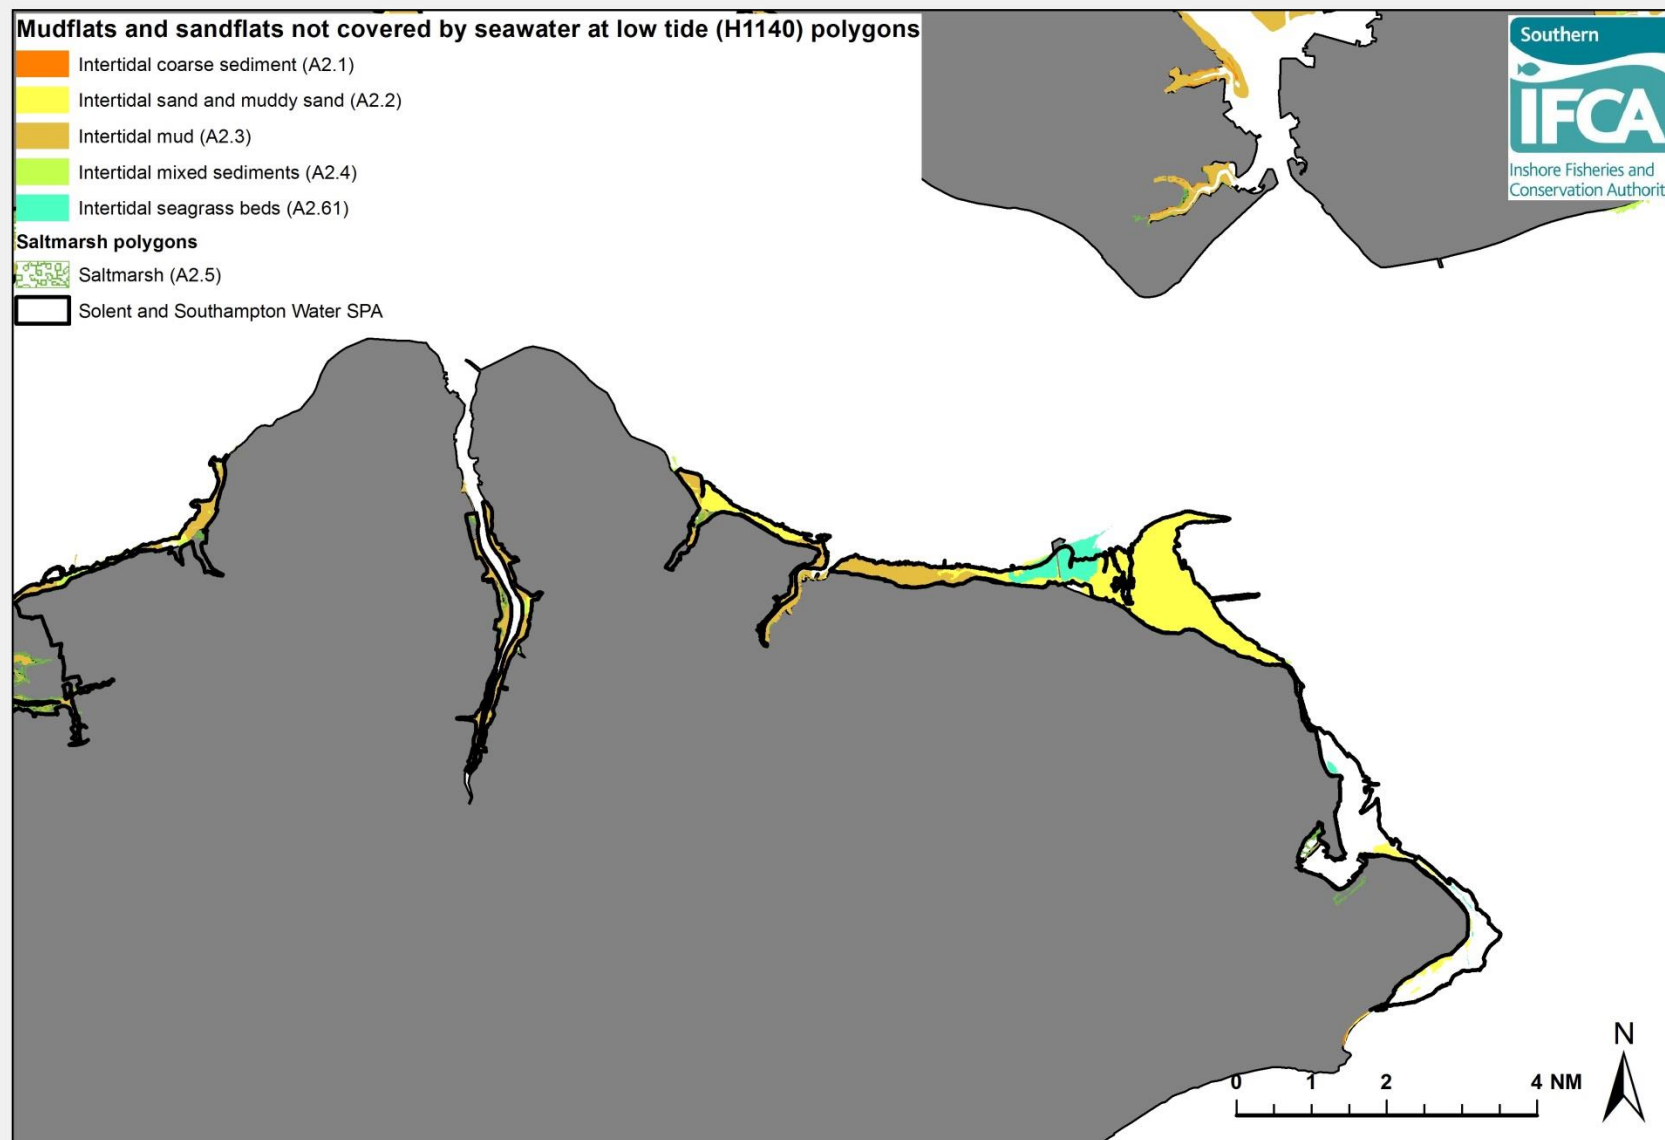 Mudflats and sandflats not covered by seawater at low tide (H1140) polygons
Intertidal coarse sediment (A2.1)
Intertidal sand and muddy sand (A2.2)
Intertidal mud (A2.3)
Intertidal mixed sediments (A2.4)
Intertidal seagrass beds (A2.61)
Saltmarsh polygons
Saltmarsh (A2.5)
Solent and Southampton Water SPA
Southern
IFCA
Inshore Fisheries and
Conservation Authorit
N
0 1 2 4 NM